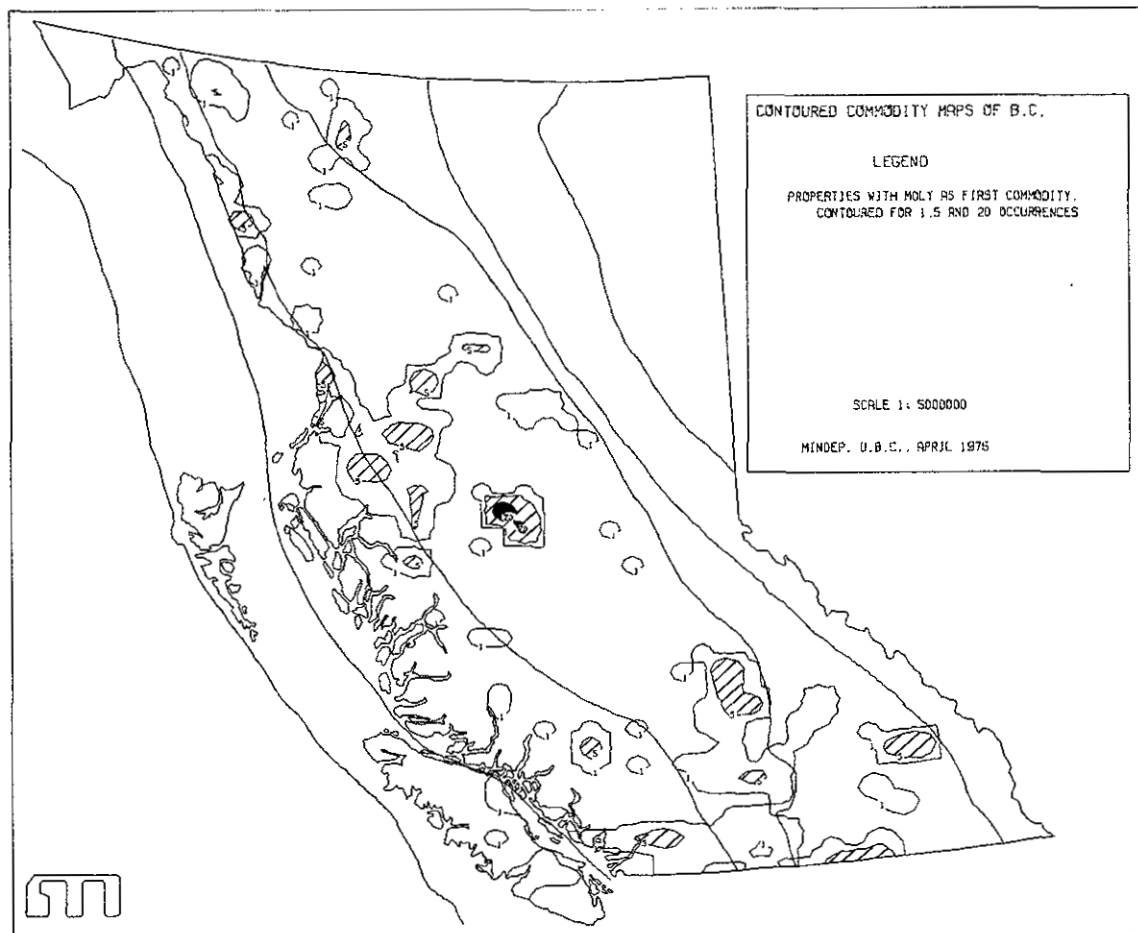 CONTOURED COMMODITY MAPS OF B.C.
LEGEND
PROPERTIES WITH MOLY AS FIRST COMMODITY.
CONTOURED FOR 1.5 AND 20 OCCURRENCES
SCALE 1: 5000000
MINDEP. U.B.C., APRIL 1976